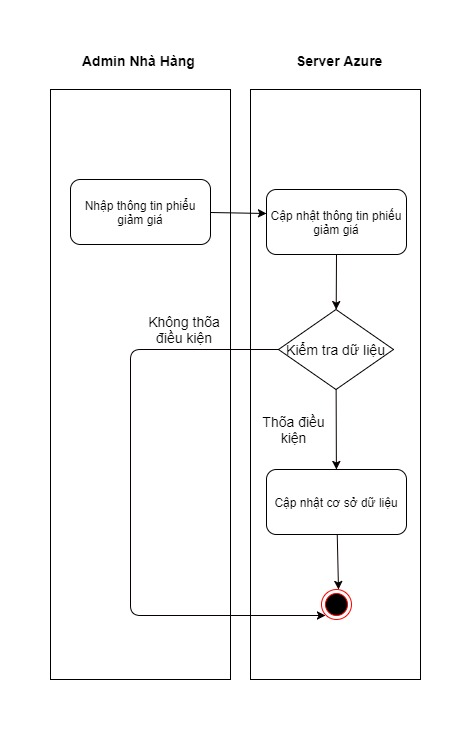 Admin Nhà Hàng
Server Azure
Nhập thông tin phiểu
giảm giá
Cập nhật thông tin phiếu
giảm giá
Không thõa
điều kiện
Kiểm tra dữ liệu
Thõa điều
kiện
Cập nhật cơ sở dữ liệu